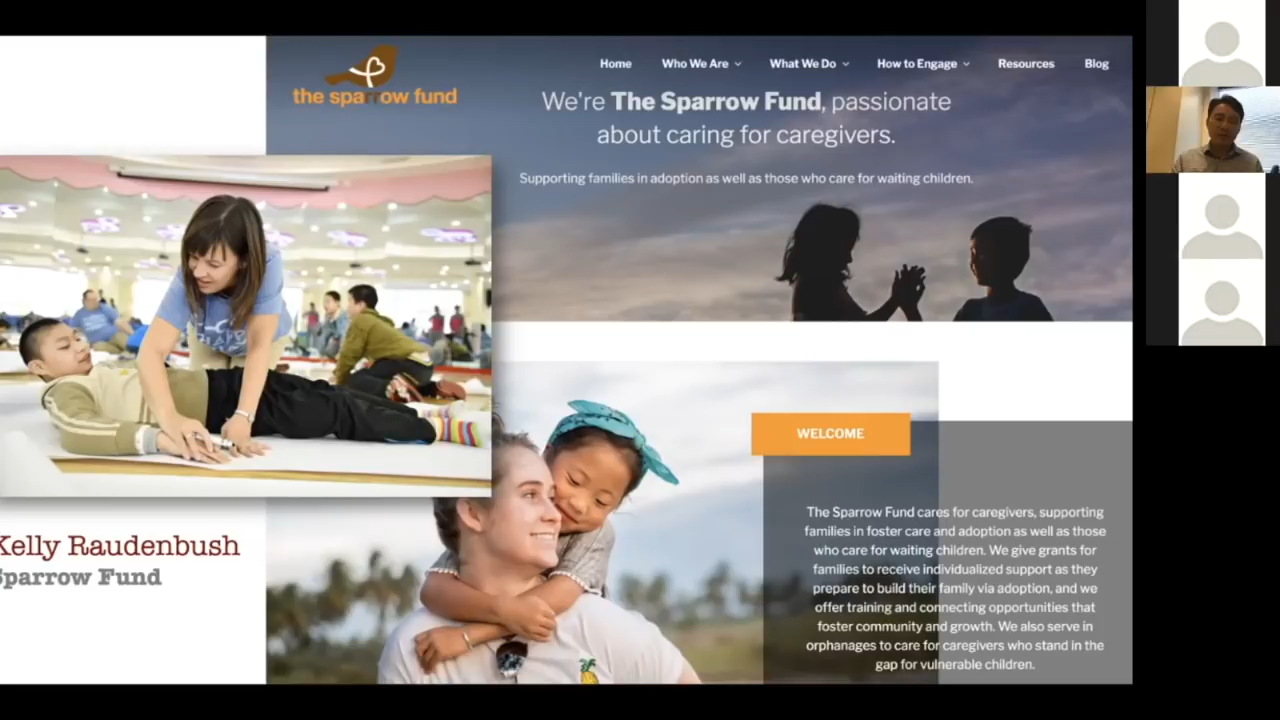 the sparrow fund
Home Who We Are What We Do How to Engage Resources Blog
We're The Sparrow Fund, passionate
about caring for caregivers.
Supporting families in adoption as well as those who care for waiting children.
Kelly Raudenbush
Sparrow Fund
WELCOME
The Sparrow Fund cares for caregivers, supporting
families in foster care and adoption as well as those
who care for waiting children. We give grants for
families to receive individualized support as they
prepare to build their family via adoption, and we
offer training and connecting opportunities that
foster community and growth. We also serve in
orphanages to care for caregivers who stand in the
gap for vulnerable children.